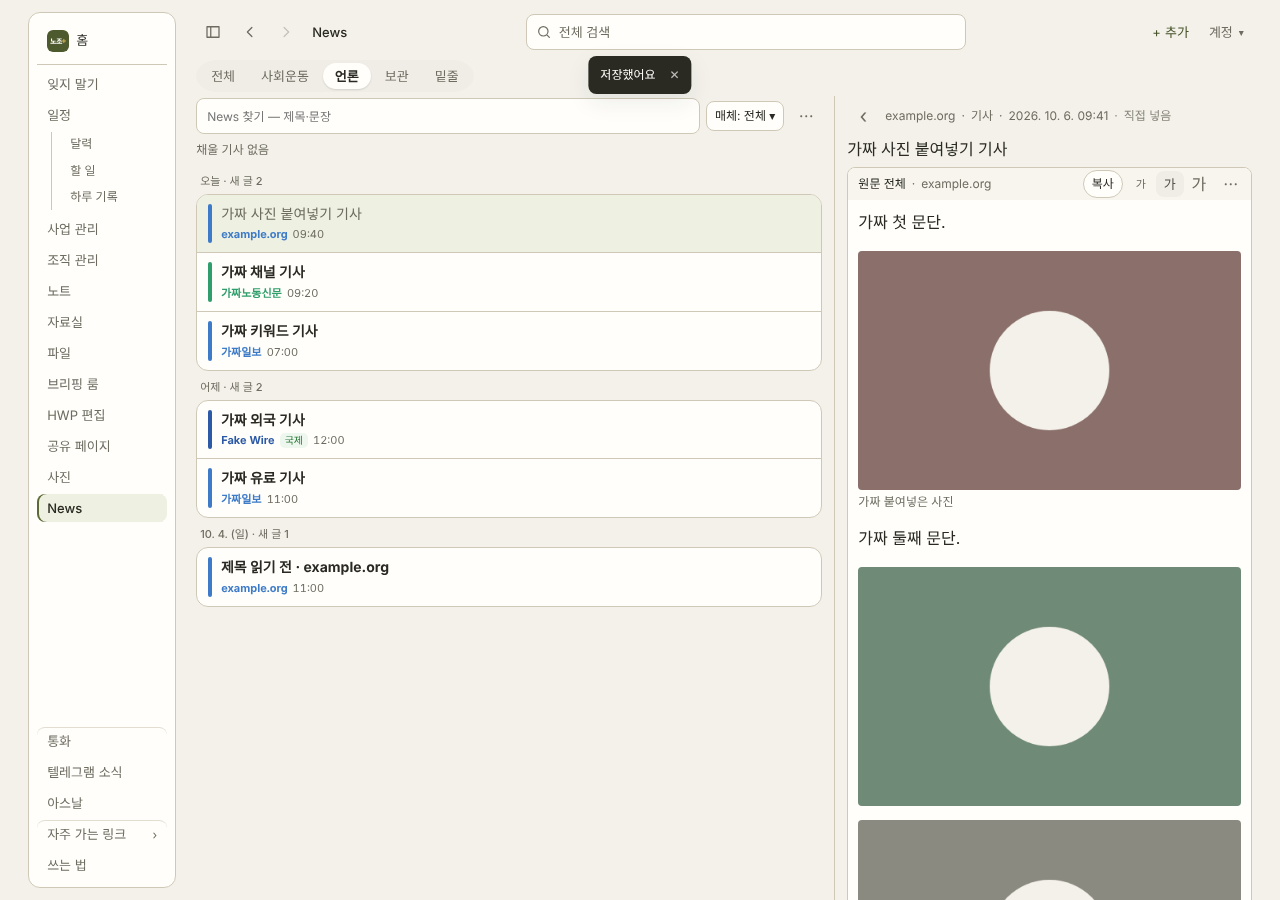 노조
홈
잊지 말기
일정
달력
할 일
하루 기록
사업 관리
조직 관리
노트
자료실
파일
브리핑 룸
HWP 편집
공유 페이지
사진
News
통화
텔레그램 소식
아스날
자주 가는 링크 ›
쓰는 법
News
전체 검색
+ 추가
계정 ▾
전체 사회운동 언론 보관 밑줄
저장했어요 ×
News 찾기 — 제목·문장
매체: 전체 ▾
⋯
채울 기사 없음
오늘 · 새 글 2
가짜 사진 붙여넣기 기사
example.org 09:40
가짜 채널 기사
가짜노동신문 09:20
가짜 키워드 기사
가짜일보 07:00
어제 · 새 글 2
가짜 외국 기사
Fake Wire 국제 12:00
가짜 유료 기사
가짜일보 11:00
10. 4. (일) · 새 글 1
제목 읽기 전 · example.org
example.org 11:00
example.org · 기사 · 2026. 10. 6. 09:41 · 직접 넣음
가짜 사진 붙여넣기 기사
원문 전체 · example.org
복사 가 가 가 ⋯
가짜 첫 문단.
가짜 붙여넣은 사진
가짜 둘째 문단.